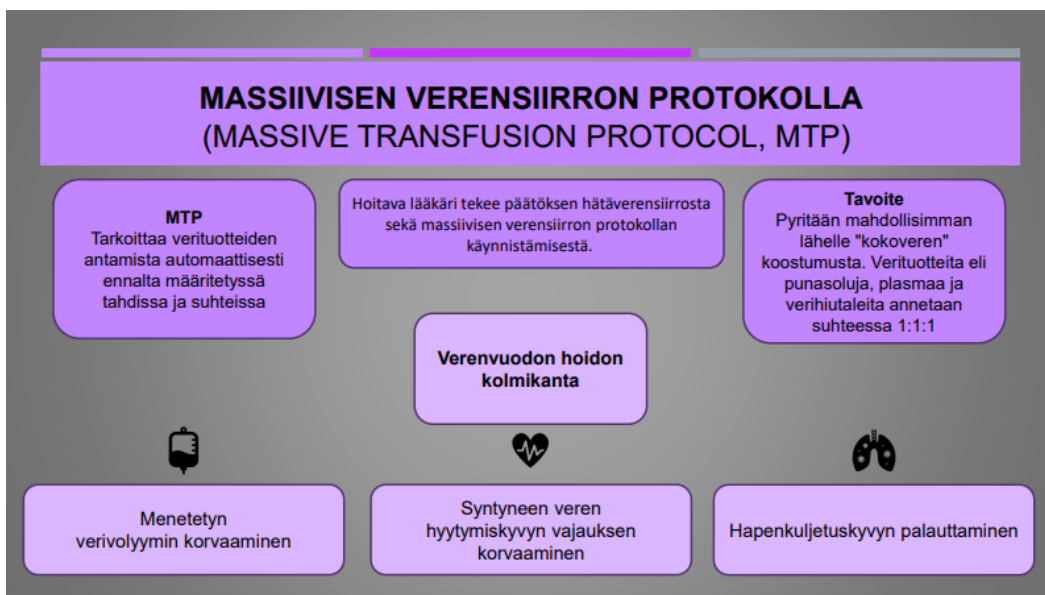 MASSIIVISEN VERENSIIRRON PROTOKOLLA
(MASSIVE TRANSFUSION PROTOCOL, MTP)
MTP
Tarkoittaa verituotteiden
antamista automaattisesti
ennalta määritetyssä
tahdissa ja suhteissa
Hoitava lääkäri tekee päätöksen hätäverensiirrosta
sekä massiivisen verensiirron protokollan
käynnistämisestä.
Tavoite
Pyritään mahdollisimman
lähelle "kokoveren"
koostumusta. Verituotteita eli
punasoluja, plasmaa ja
verihiutaleita annetaan
suhteessa 1:1:1
Verenvuodon hoidon
kolmikanta
Menetetyn
verivolyymin korvaaminen
Syntyneen veren
hyytymiskyvyn vajauksen
korvaaminen
Hapenkuljetuskyvyn palauttaminen